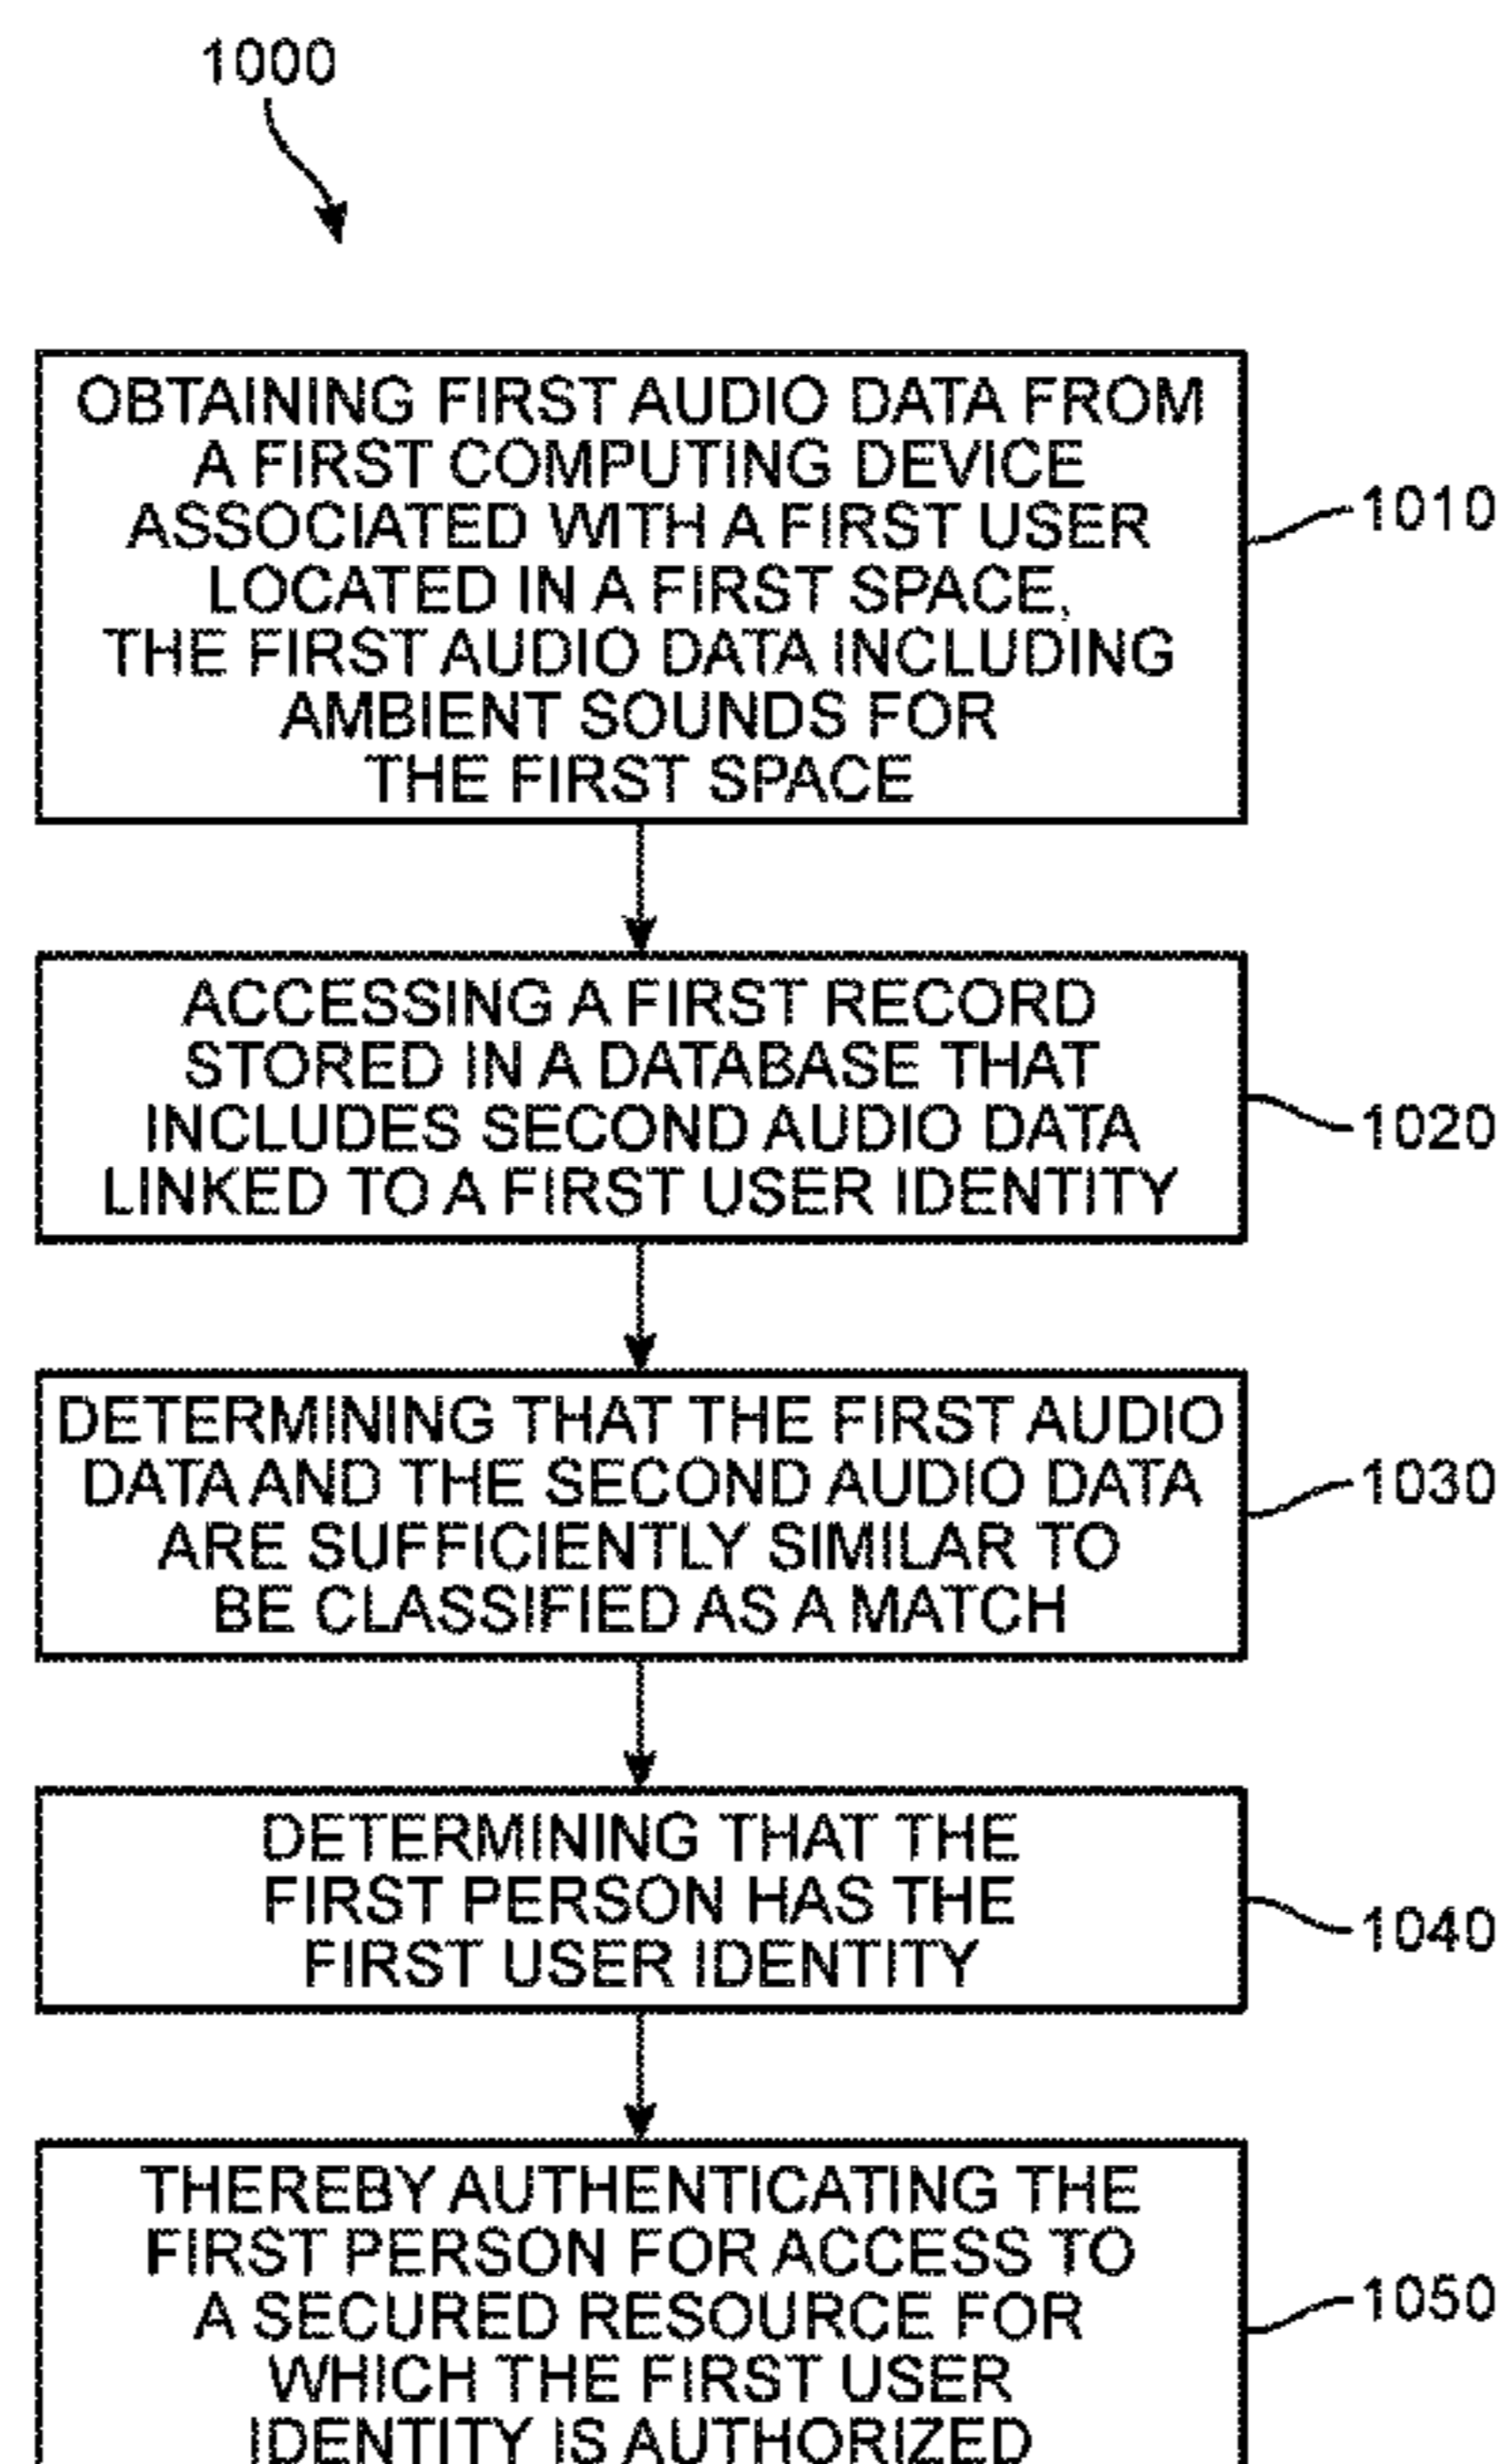 1000
OBTAINING FIRST AUDIO DATA FROM
A FIRST COMPUTING DEVICE
ASSOCIATED WITH A FIRST USER
LOCATED IN A FIRST SPACE,
THE FIRST AUDIO DATA INCLUDING
AMBIENT SOUNDS FOR
THE FIRST SPACE
1010
ACCESSING A FIRST RECORD
STORED IN A DATABASE THAT
INCLUDES SECOND AUDIO DATA
LINKED TO A FIRST USER IDENTITY
1020
DETERMINING THAT THE FIRST AUDIO
DATA AND THE SECOND AUDIO DATA
ARE SUFFICIENTLY SIMILAR TO
BE CLASSIFIED AS A MATCH
1030
DETERMINING THAT THE
FIRST PERSON HAS THE
FIRST USER IDENTITY
1040
THEREBY AUTHENTICATING THE
FIRST PERSON FOR ACCESS TO
A SECURED RESOURCE FOR
WHICH THE FIRST USER
IDENTITY IS AUTHORIZED
1050